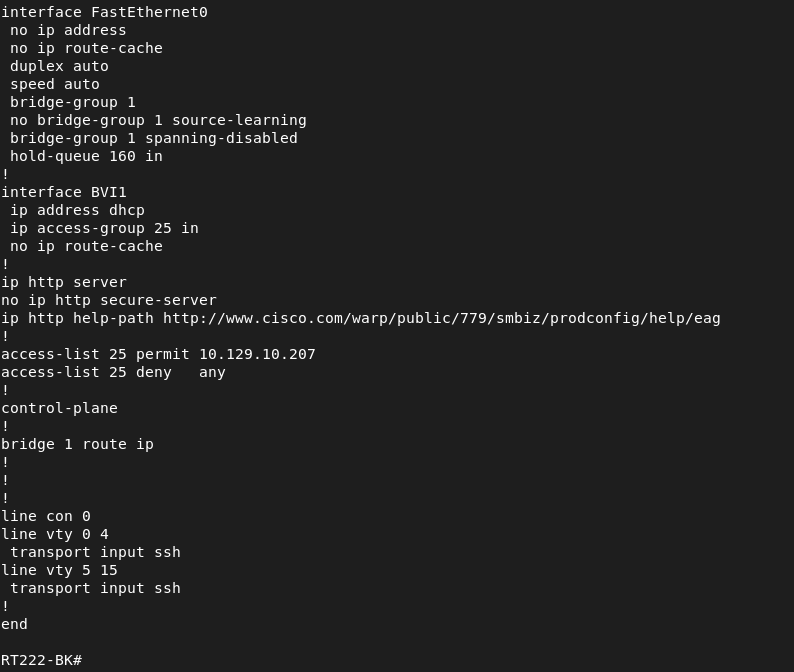 interface FastEthernet0
 no ip address
 no ip route-cache
 duplex auto
 speed auto
 bridge-group 1
 no bridge-group 1 source-learning
 bridge-group 1 spanning-disabled
 hold-queue 160 in
!
interface BVI1
 ip address dhcp
 ip access-group 25 in
 no ip route-cache
!
ip http server
no ip http secure-server
ip http help-path http://www.cisco.com/warp/public/779/smbiz/prodconfig/help/eag
!
access-list 25 permit 10.129.10.207
access-list 25 deny   any
!
control-plane
!
bridge 1 route ip
!
!
!
line con 0
line vty 0 4
 transport input ssh
line vty 5 15
 transport input ssh
!
end

RT222-BK#